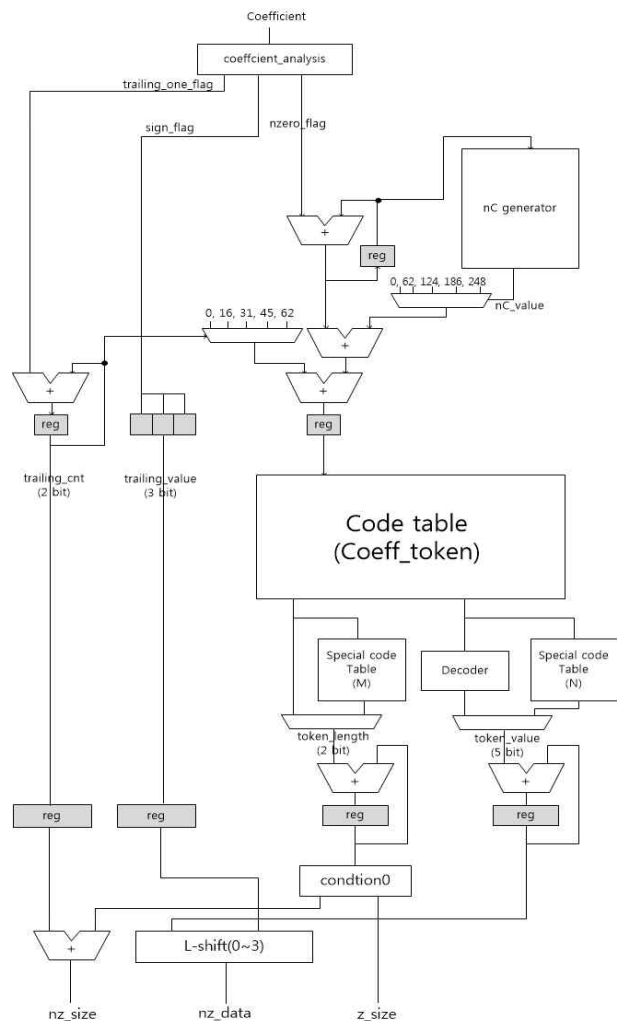 Coefficient
coeffcient_analysis
trailing_one_flag
sign_flag
nzero_flag
nC generator
+
reg
0, 62, 124, 186, 248
nC_value
0, 16, 31, 45, 62
+
+
+
reg
reg
trailing_cnt
(2 bit)
trailing_value
(3 bit)
Code table
(Coeff_token)
Special code
Table
(M)
Decoder
Special code
Table
(N)
token_length
(2 bit)
token_value
(5 bit)
+
+
reg
reg
reg
reg
condtion0
+
L-shift(0~3)
nz_size
nz_data
z_size